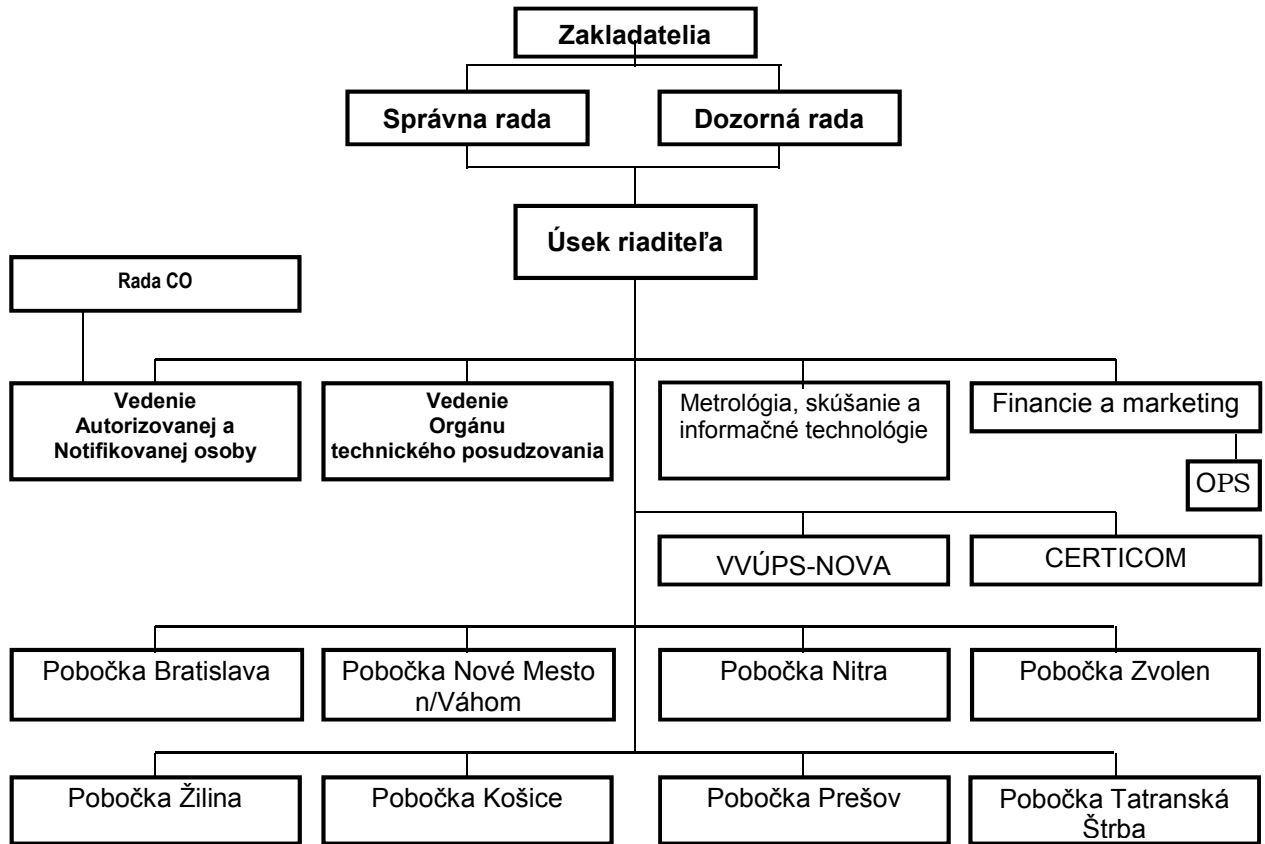 Zakladatelia
Správna rada
Dozorná rada
Úsek riaditeľa
Rada CO
Vedenie
Autorizovanej a
Notifikovanej osoby
Vedenie
Orgánu
technického posudzovania
Metrológia, skúšanie a
informačné technológie
Financie a marketing
OPS
VVÚPS-NOVA
CERTICOM
Pobočka Bratislava
Pobočka Nové Mesto
n/Váhom
Pobočka Nitra
Pobočka Zvolen
Pobočka Žilina
Pobočka Košice
Pobočka Prešov
Pobočka Tatranská
Štrba